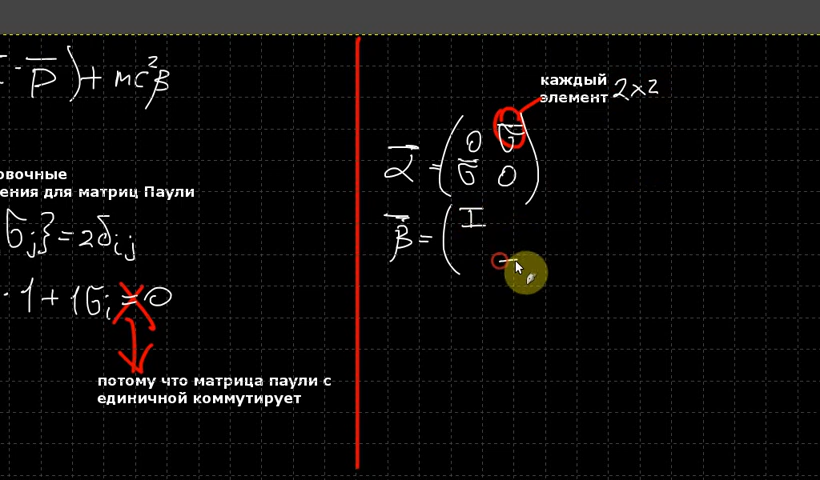 · P̅) + mc²β
овочные
ения для матриц Паули
σⱼ} = 2δᵢⱼ
· 1 + 1σᵢ = 0
потому что матрица паули с
единичной коммутирует
каждый
элемент 2×2
α̅ = ( 0 σ̅
σ̅ 0 )
β̅ = ( I